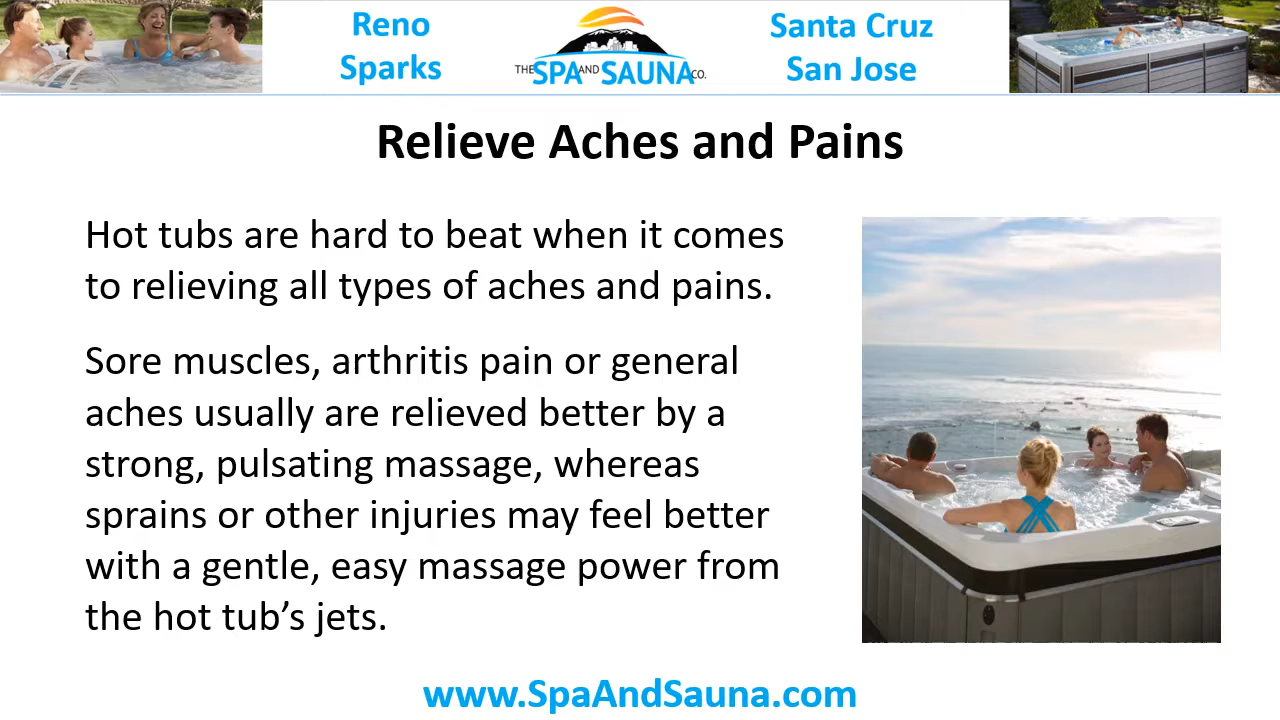 Reno
Sparks
THE SPA AND SAUNA CO.
Santa Cruz
San Jose
Relieve Aches and Pains
Hot tubs are hard to beat when it comes
to relieving all types of aches and pains.
Sore muscles, arthritis pain or general
aches usually are relieved better by a
strong, pulsating massage, whereas
sprains or other injuries may feel better
with a gentle, easy massage power from
the hot tub’s jets.
www.SpaAndSauna.com